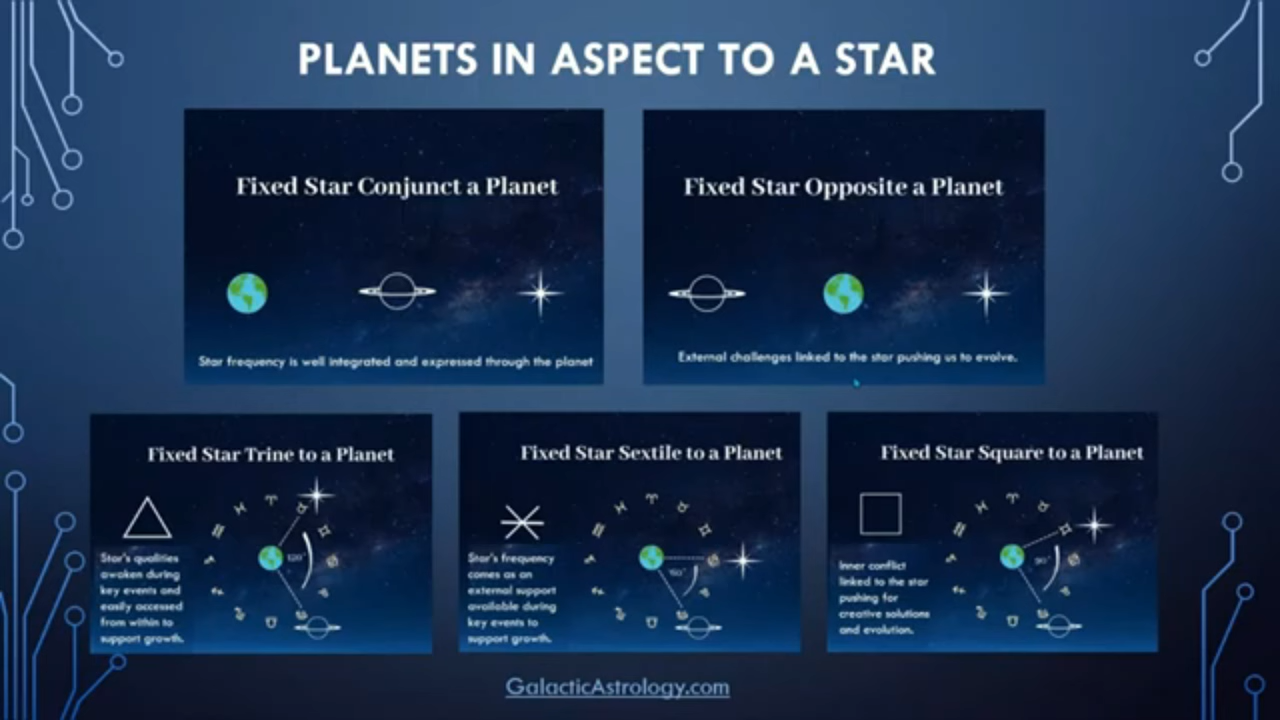 PLANETS IN ASPECT TO A STAR
Fixed Star Conjunct a Planet
Star frequency is well integrated and expressed through the planet
Fixed Star Opposite a Planet
External challenges linked to the star pushing us to evolve.
Fixed Star Trine to a Planet
120°
Star's qualities
awaken during
key events and
easily accessed
from within to
support growth.
Fixed Star Sextile to a Planet
60°
Star's frequency
comes as an
external support
available during
key events to
support growth.
Fixed Star Square to a Planet
90°
Inner conflict
linked to the star
pushing for
creative solutions
and evolution.
GalacticAstrology.com